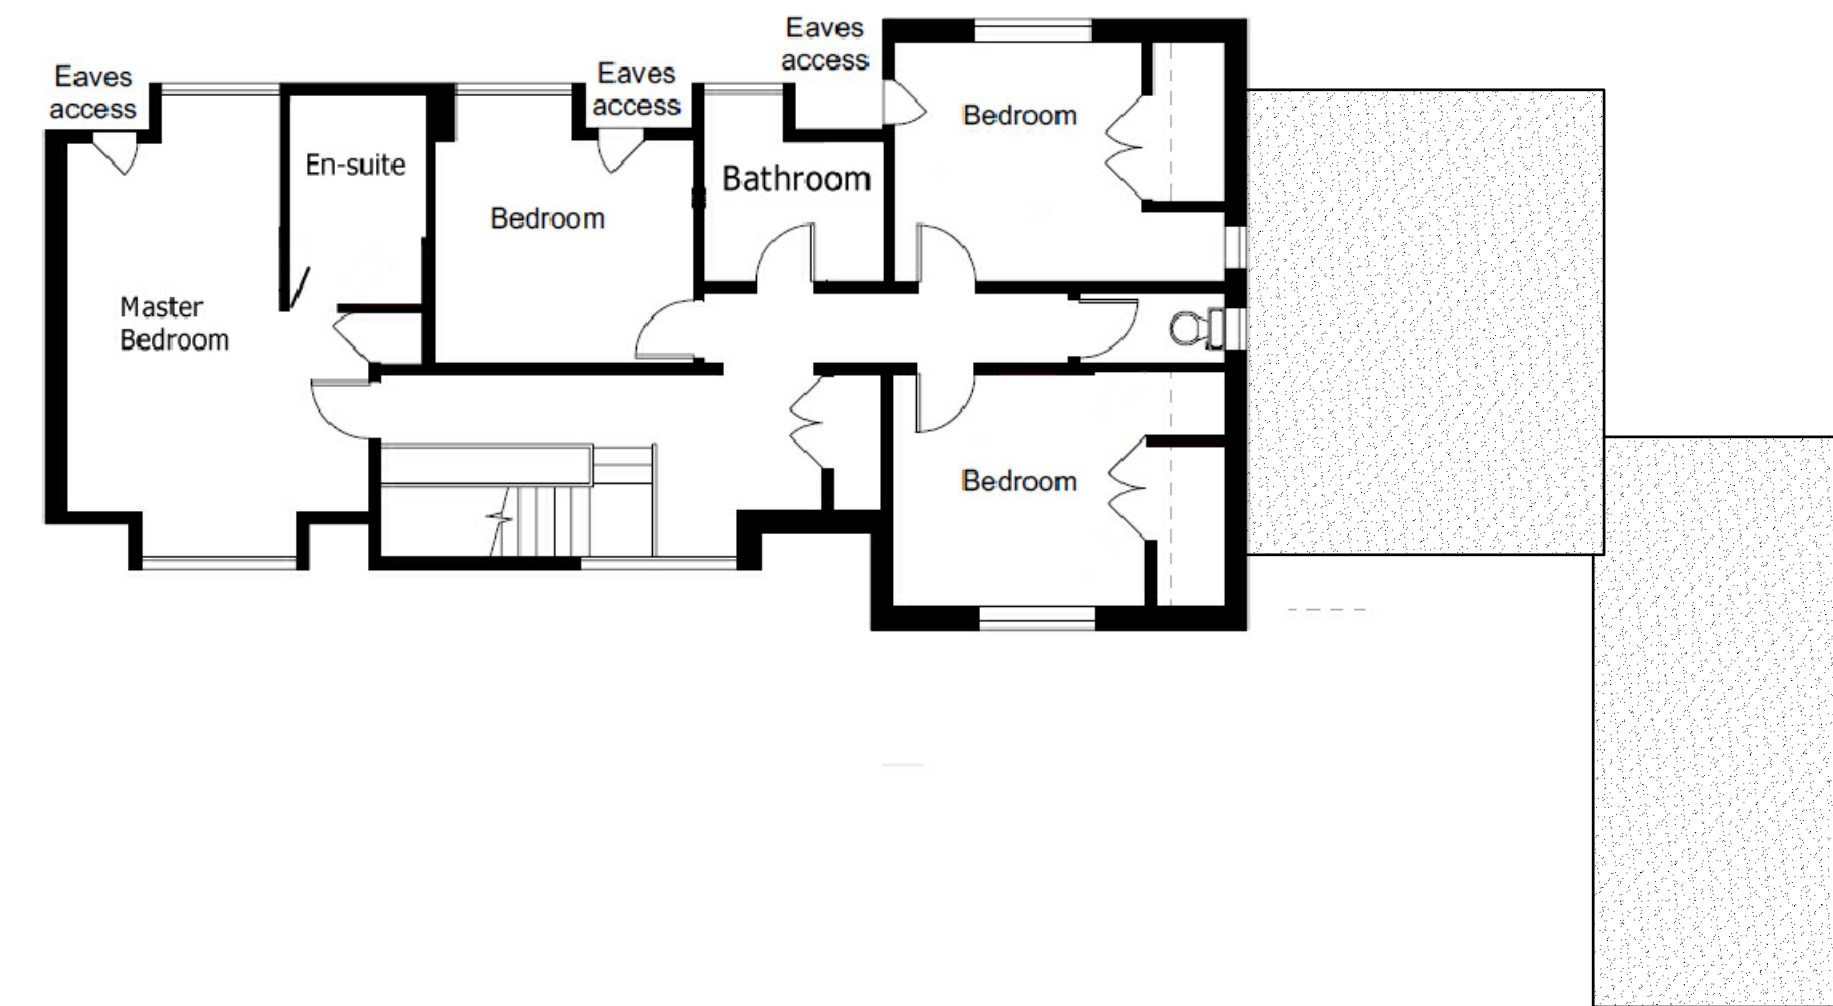 Eaves
access
Eaves
access
Eaves
access
Bedroom
En-suite
Bathroom
Bedroom
Master
Bedroom
Bedroom